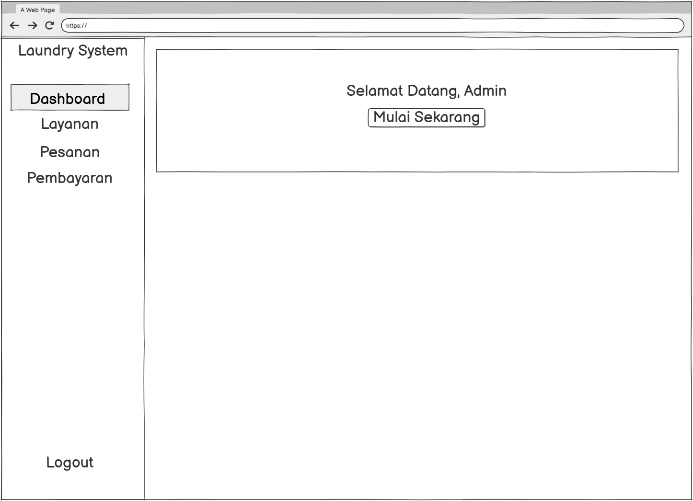 A Web Page
https://
Laundry System
Dashboard
Layanan
Pesanan
Pembayaran
Logout
Selamat Datang, Admin
Mulai Sekarang